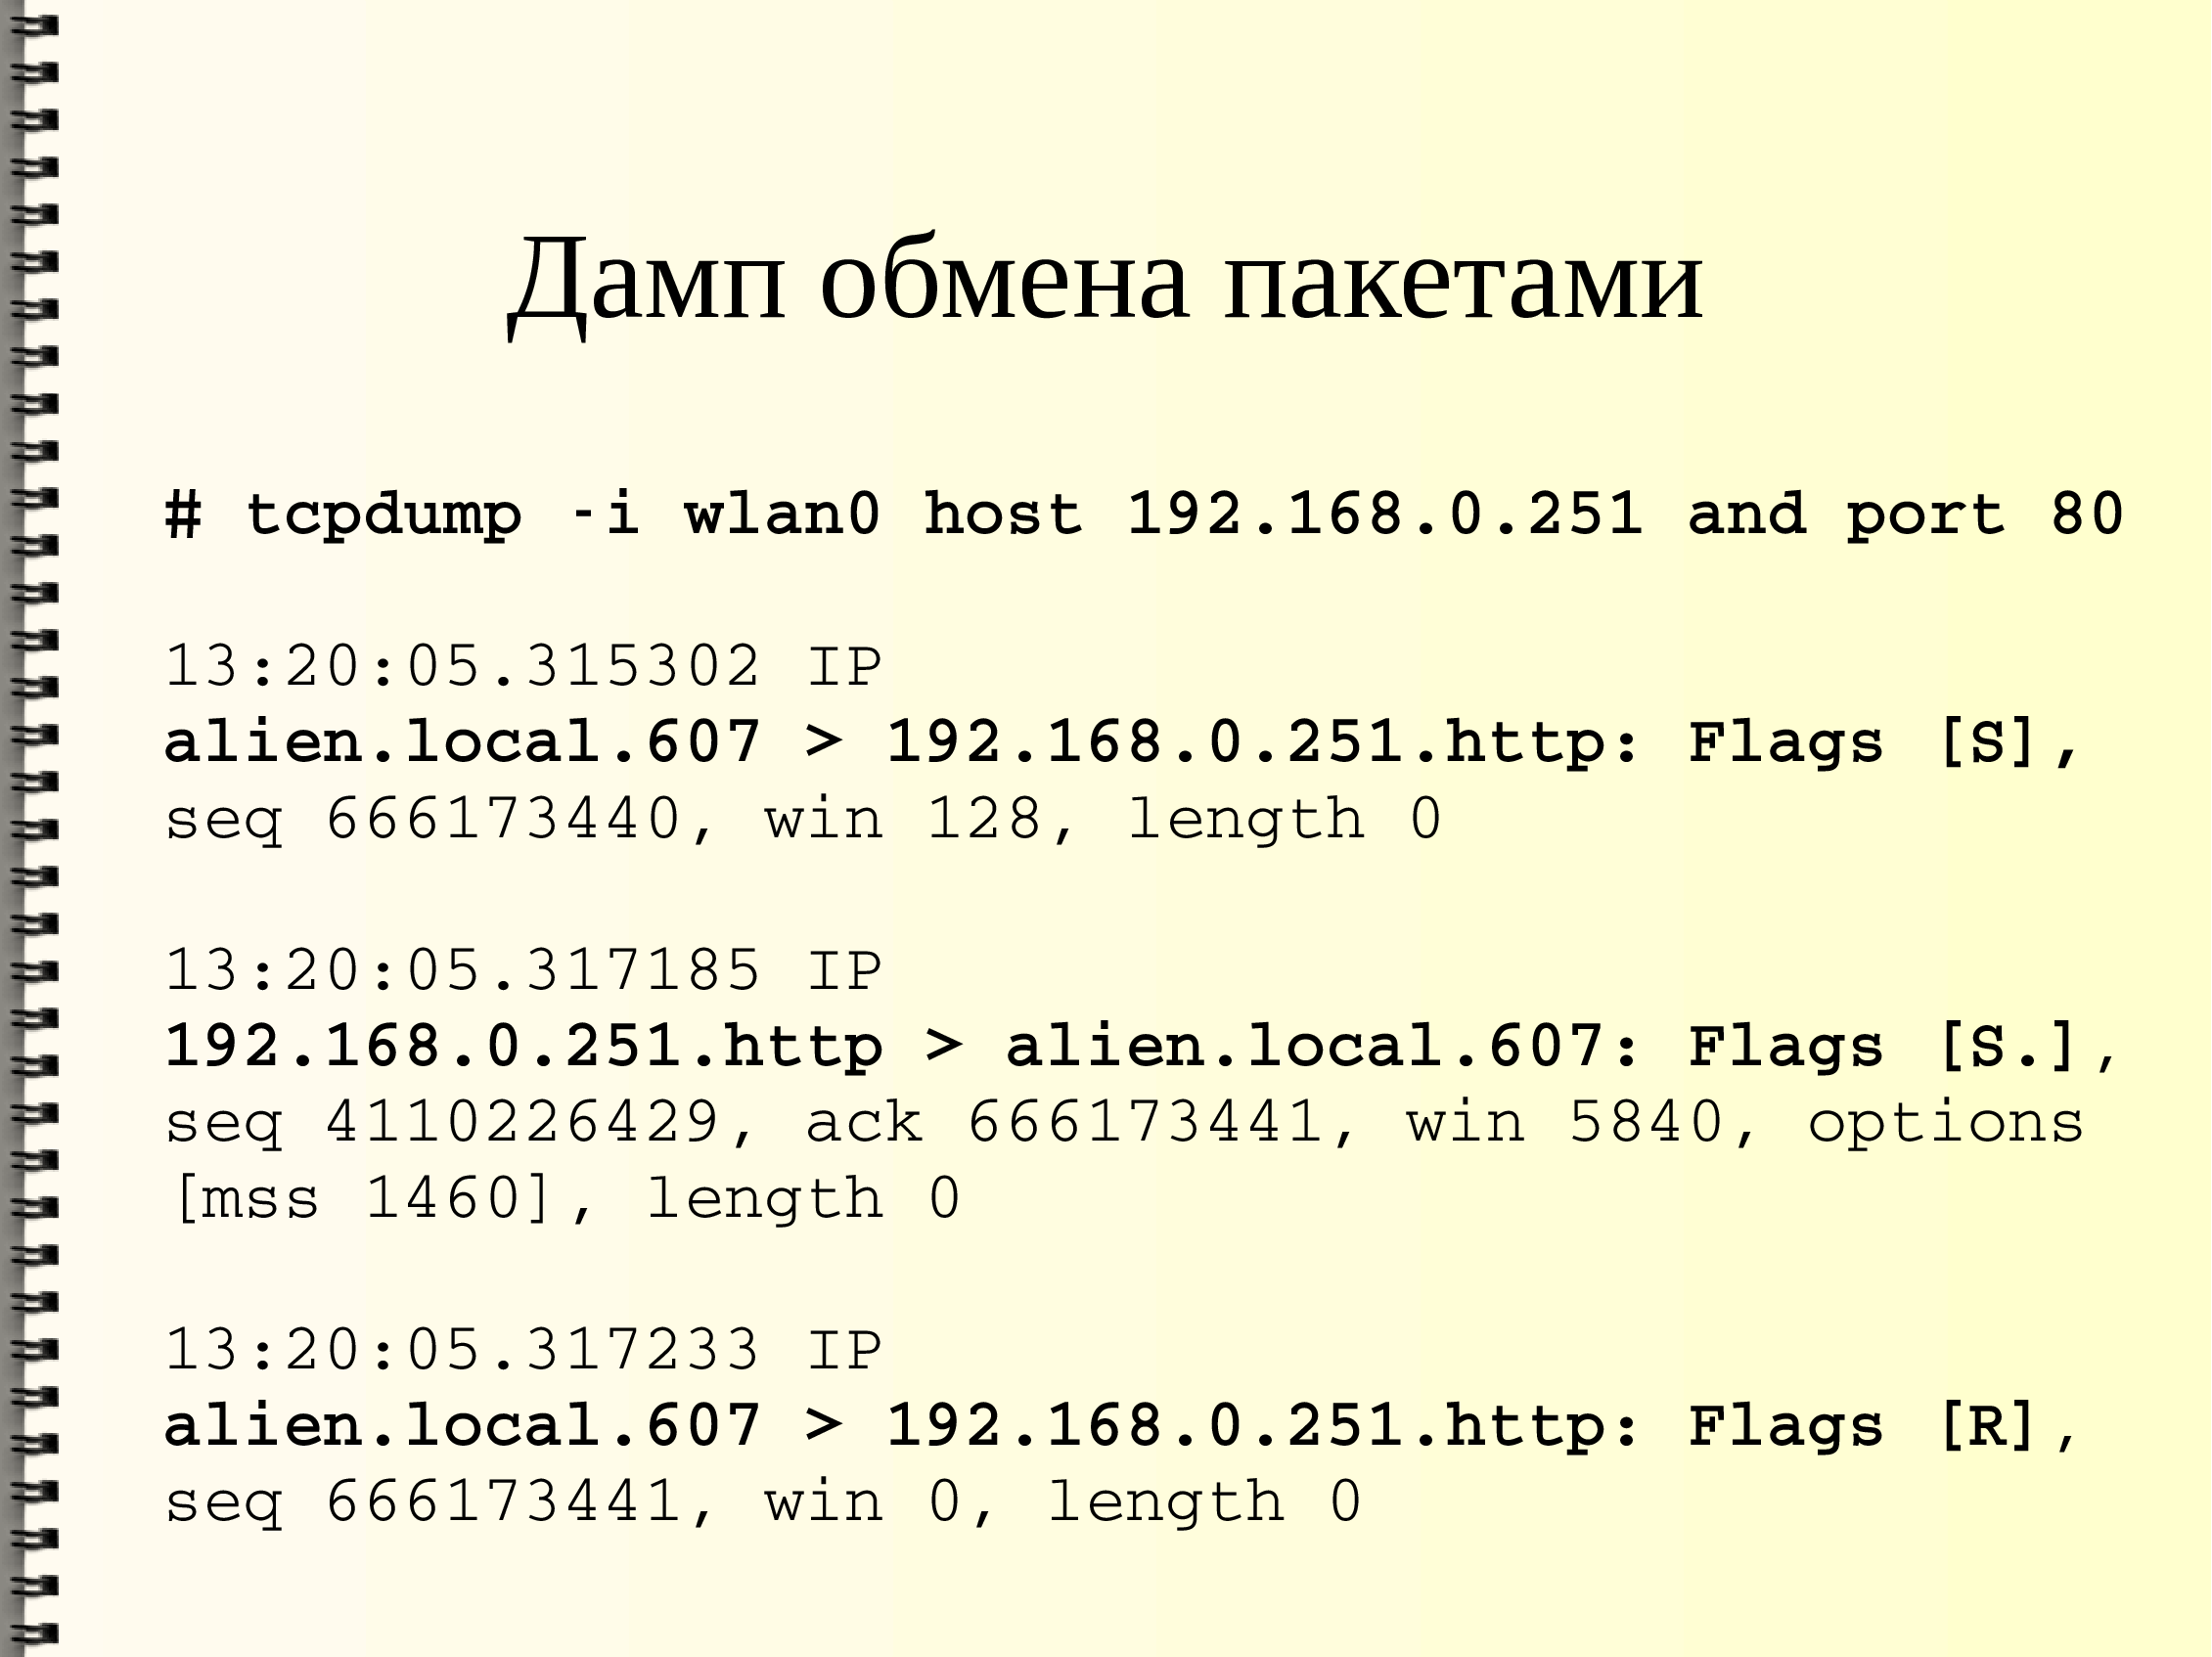 Дамп обмена пакетами
# tcpdump -i wlan0 host 192.168.0.251 and port 80
13:20:05.315302 IP
alien.local.607 > 192.168.0.251.http: Flags [S],
seq 666173440, win 128, length 0
13:20:05.317185 IP
192.168.0.251.http > alien.local.607: Flags [S.],
seq 4110226429, ack 666173441, win 5840, options
[mss 1460], length 0
13:20:05.317233 IP
alien.local.607 > 192.168.0.251.http: Flags [R],
seq 666173441, win 0, length 0